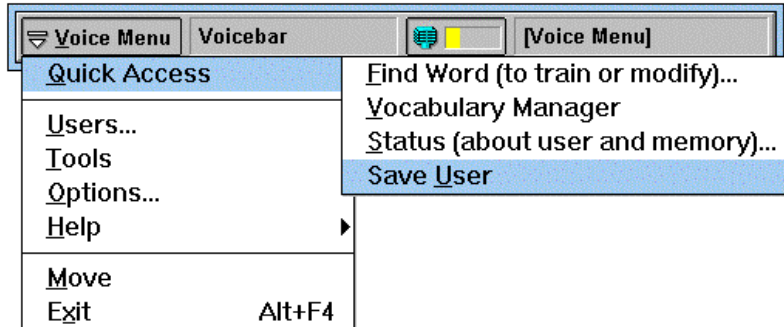 Voice Menu Voicebar [Voice Menu]
Quick Access
Users...
Tools
Options...
Help
Move
Exit Alt+F4
Find Word (to train or modify)...
Vocabulary Manager
Status (about user and memory)...
Save User